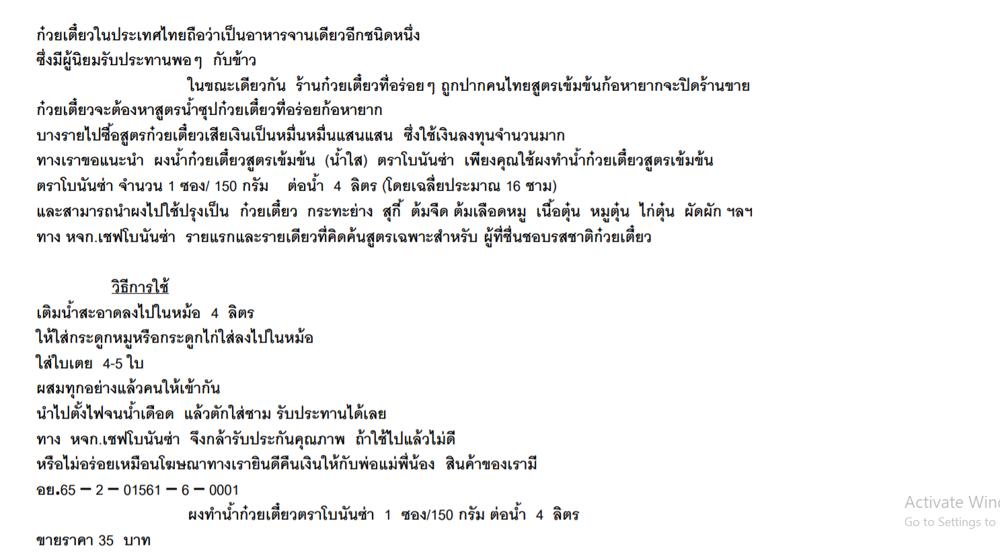 ก๋วยเตี๋ยวในประเทศไทยถือว่าเป็นอาหารจานเดียวอีกชนิดหนึ่ง
ซึ่งมีผู้นิยมรับประทานพอๆ กับข้าว
ในขณะเดียวกัน ร้านก๋วยเตี๋ยวที่อร่อยๆ ถูกปากคนไทยสูตรเข้มข้นก้อหายากจะปิดร้านขาย
ก๋วยเตี๋ยวจะต้องหาสูตรน้ำซุปก๋วยเตี๋ยวที่อร่อยก้อหายาก
บางรายไปซื้อสูตรก๋วยเตี๋ยวเสียเงินเป็นหมื่นหมื่นแสนแสน ซึ่งใช้เงินลงทุนจำนวนมาก
ทางเราขอแนะนำ ผงน้ำก๋วยเตี๋ยวสูตรเข้มข้น (น้ำใส) ตราโบนันซ่า เพียงคุณใช้ผงทำน้ำก๋วยเตี๋ยวสูตรเข้มข้น
ตราโบนันซ่า จำนวน 1 ซอง/ 150 กรัม ต่อน้ำ 4 ลิตร (โดยเฉลี่ยประมาณ 16 ชาม)
และสามารถนำผงไปใช้ปรุงเป็น ก๋วยเตี๋ยว กระทะย่าง สุกี้ ต้มจืด ต้มเลือดหมู เนื้อตุ๋น หมูตุ๋น ไก่ตุ๋น ผัดผัก ฯลฯ
ทาง หจก.เชฟโบนันซ่า รายแรกและรายเดียวที่คิดค้นสูตรเฉพาะสำหรับ ผู้ที่ชื่นชอบรสชาติก๋วยเตี๋ยว
วิธีการใช้
เติมน้ำสะอาดลงไปในหม้อ 4 ลิตร
ให้ใส่กระดูกหมูหรือกระดูกไก่ใส่ลงไปในหม้อ
ใส่ใบเตย 4-5 ใบ
ผสมทุกอย่างแล้วคนให้เข้ากัน
นำไปตั้งไฟจนน้ำเดือด แล้วตักใส่ชาม รับประทานได้เลย
ทาง หจก.เชฟโบนันซ่า จึงกล้ารับประกันคุณภาพ ถ้าใช้ไปแล้วไม่ดี
หรือไม่อร่อยเหมือนโฆษณาทางเรายินดีคืนเงินให้กับพ่อแม่พี่น้อง สินค้าของเรามี
อย.65 – 2 – 01561 – 6 – 0001
ผงทำน้ำก๋วยเตี๋ยวตราโบนันซ่า 1 ซอง/150 กรัม ต่อน้ำ 4 ลิตร
ขายราคา 35 บาท
Activate Wind
Go to Settings to